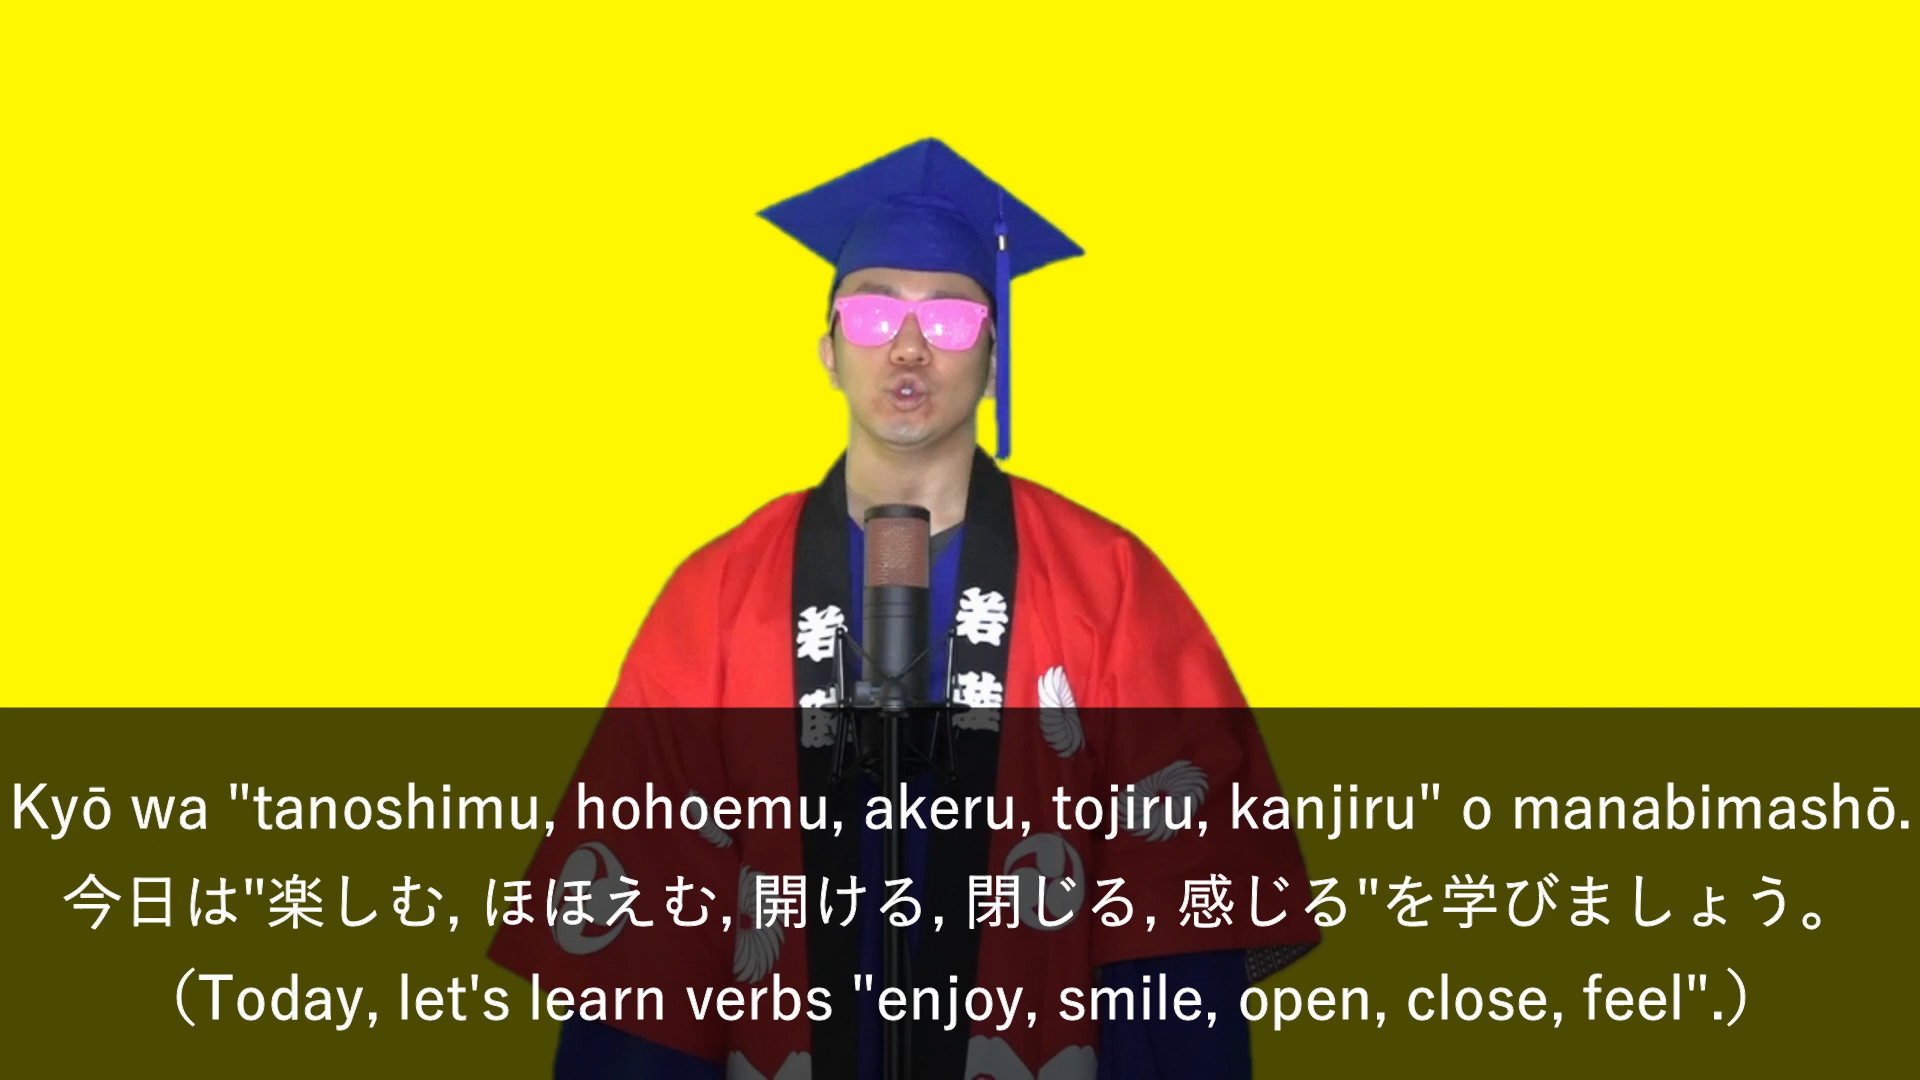 若
若
Kyō wa "tanoshimu, hohoemu, akeru, tojiru, kanjiru" o manabimashō.
今日は"楽しむ, ほほえむ, 開ける, 閉じる, 感じる"を学びましょう。
（Today, let's learn verbs "enjoy, smile, open, close, feel".）